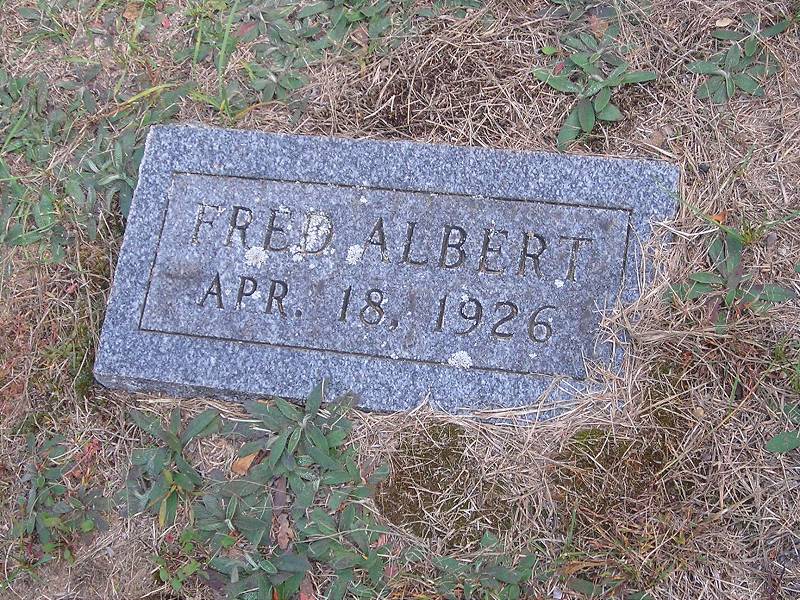 FRED ALBERT
APR. 18, 1926